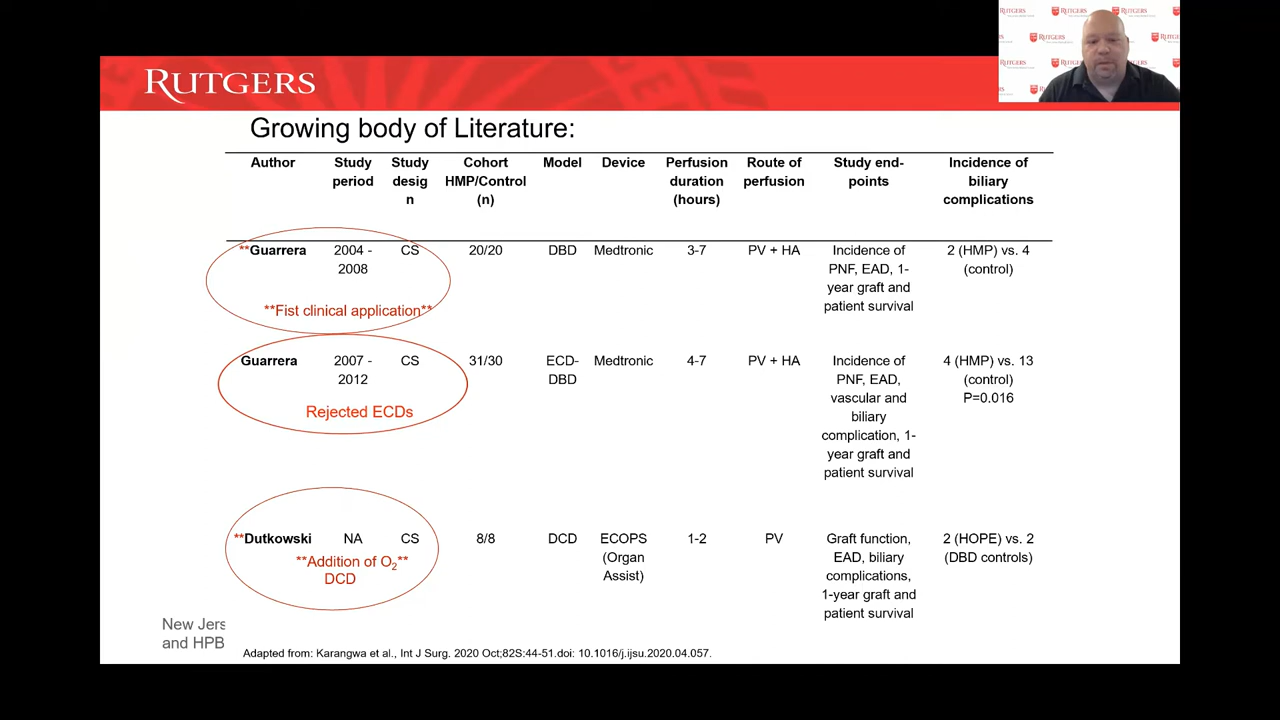 RUTGERS
Growing body of Literature:
Author Study period Study desig n Cohort HMP/Control (n) Model Device Perfusion duration (hours) Route of perfusion Study end-points Incidence of biliary complications
**Guarrera 2004 - 2008 CS 20/20 DBD Medtronic 3-7 PV + HA Incidence of PNF, EAD, 1-year graft and patient survival 2 (HMP) vs. 4 (control)
**Fist clinical application**
Guarrera 2007 - 2012 CS 31/30 ECD-DBD Medtronic 4-7 PV + HA Incidence of PNF, EAD, vascular and biliary complication, 1-year graft and patient survival 4 (HMP) vs. 13 (control) P=0.016
Rejected ECDs
**Dutkowski NA CS 8/8 DCD ECOPS (Organ Assist) 1-2 PV Graft function, EAD, biliary complications, 1-year graft and patient survival 2 (HOPE) vs. 2 (DBD controls)
**Addition of O2**
DCD
New Jers
and HPB
Adapted from: Karangwa et al., Int J Surg. 2020 Oct;82S:44-51.doi: 10.1016/j.ijsu.2020.04.057.